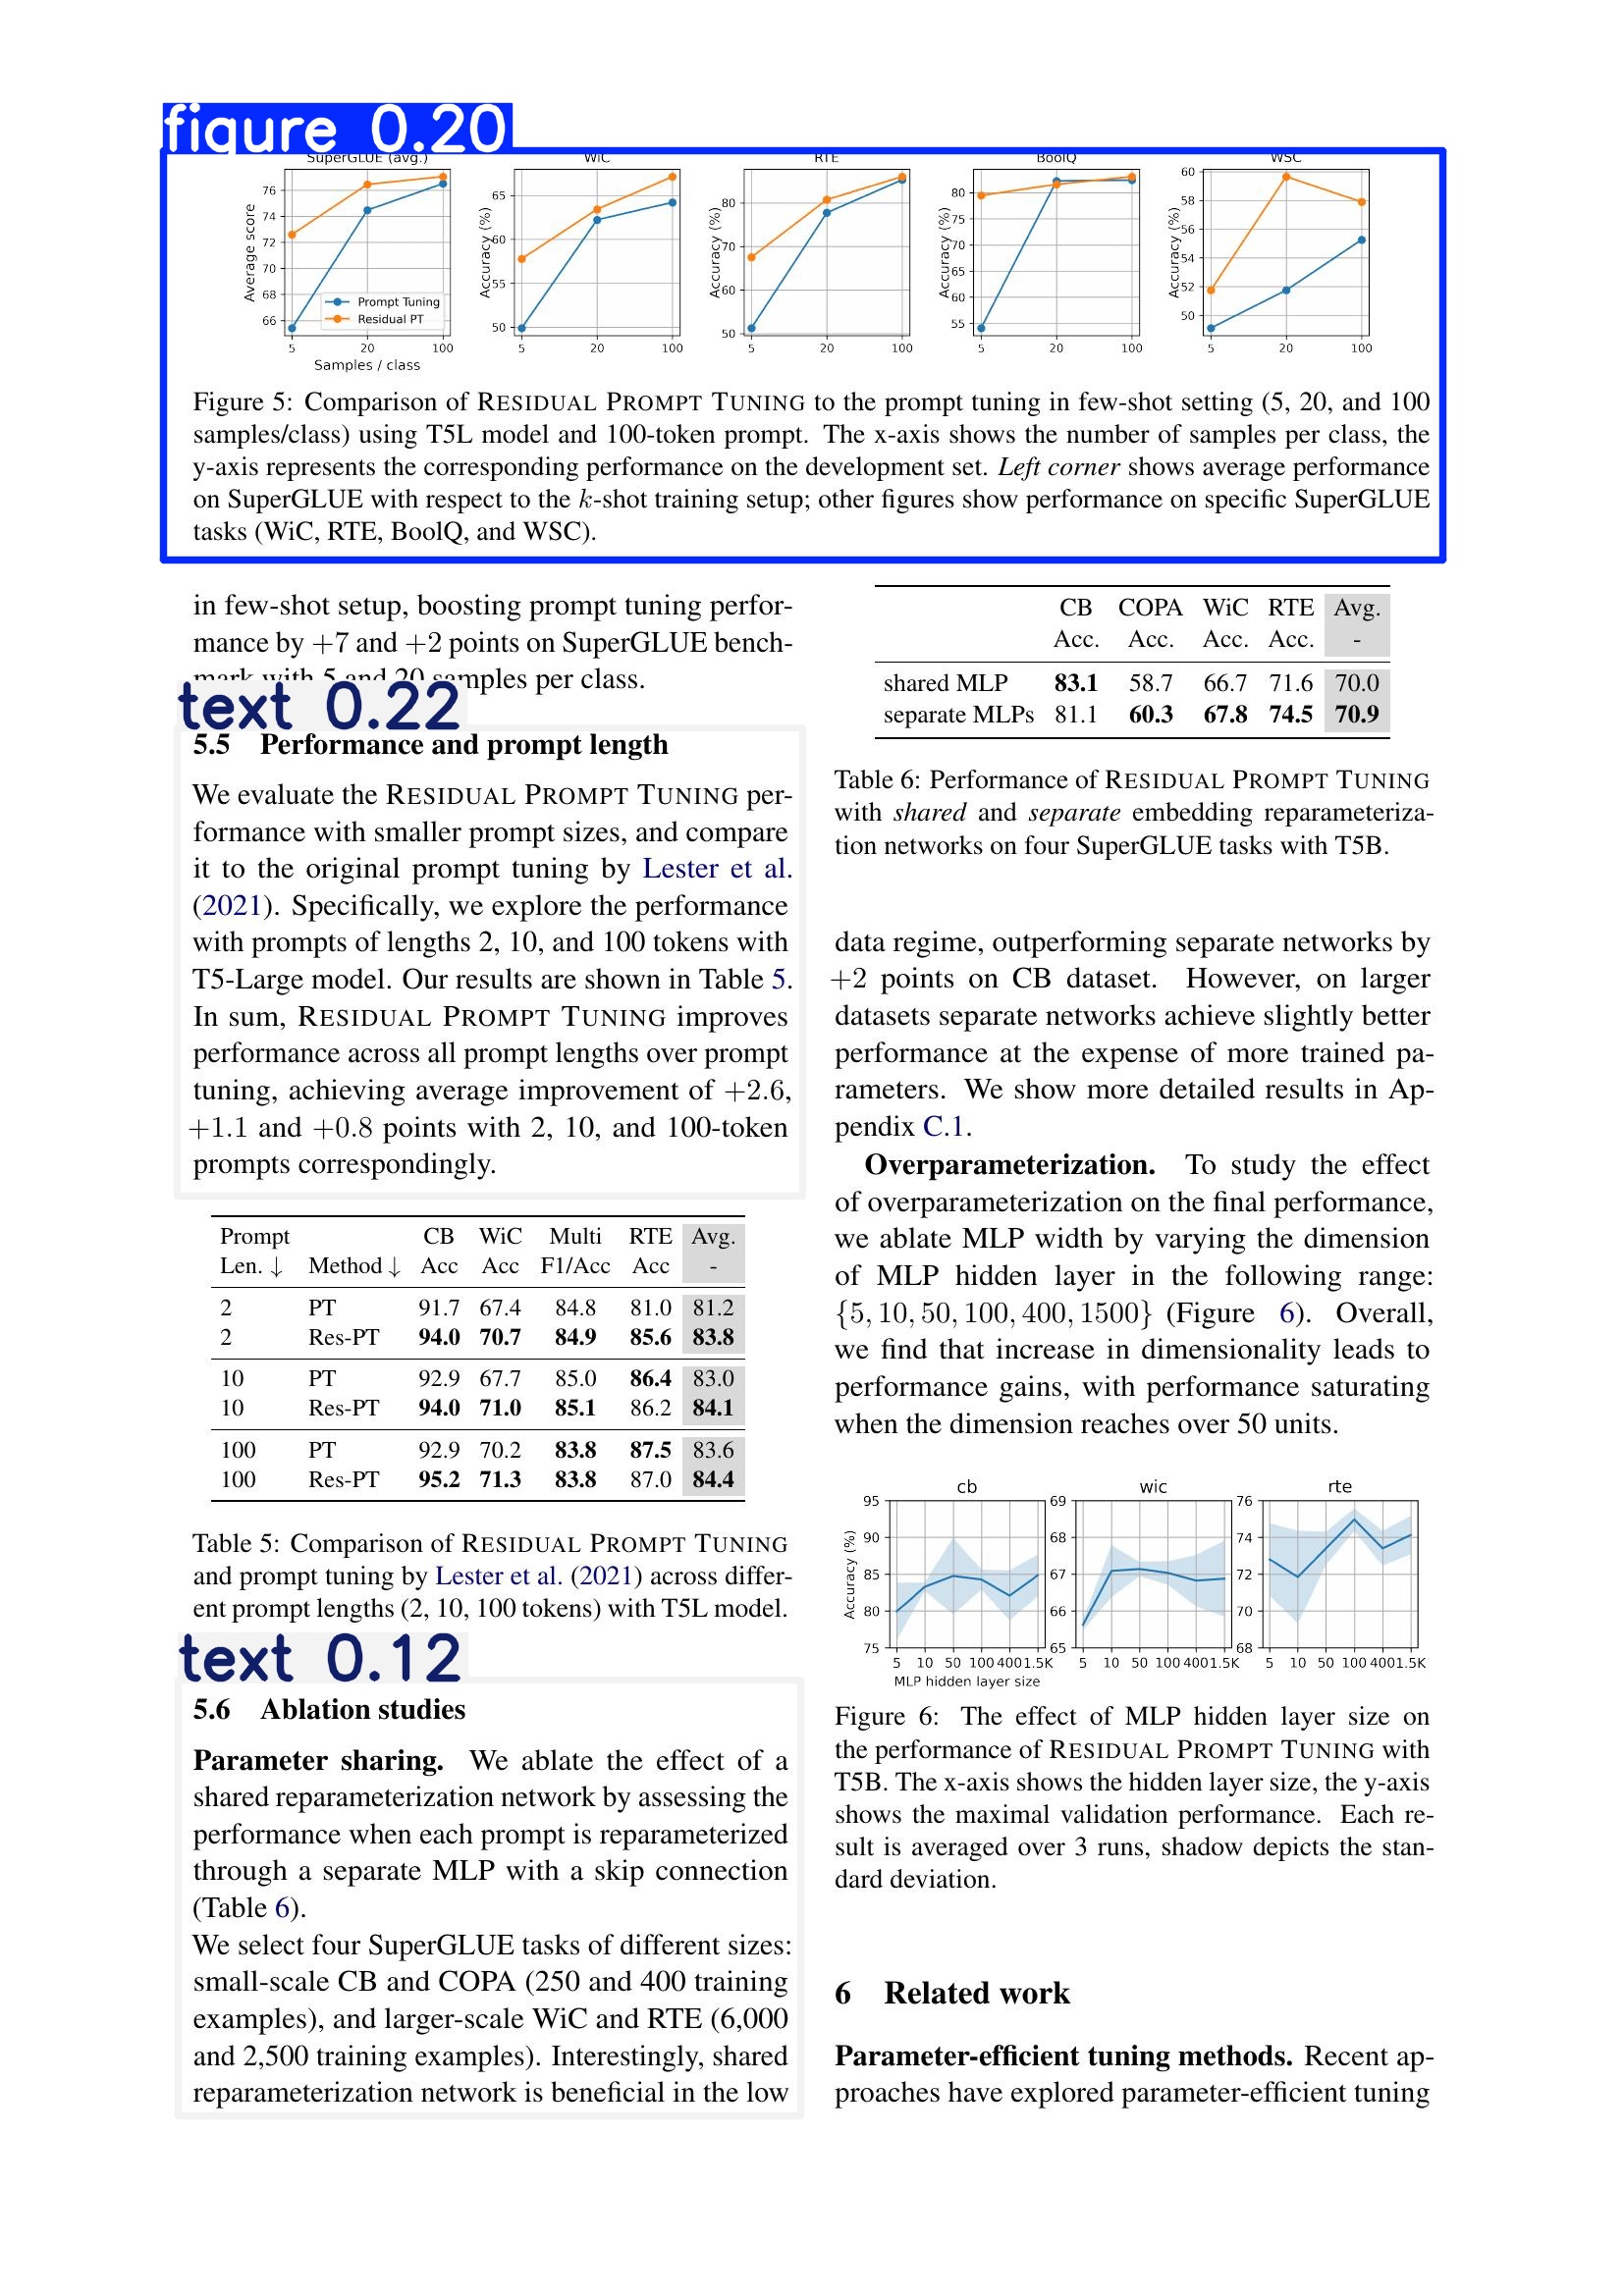 figure 0.20
SuperGLUE (avg.)
WiC
RTE
BoolQ
WSC
Average score
76
74
72
70
68
66
Prompt Tuning
Residual PT
5 20 100
Samples / class
Accuracy (%)
65
60
55
50
5 20 100
Accuracy (%)
80
70
60
50
5 20 100
Accuracy (%)
80
75
70
65
60
55
5 20 100
Accuracy (%)
60
58
56
54
52
50
5 20 100
Figure 5: Comparison of RESIDUAL PROMPT TUNING to the prompt tuning in few-shot setting (5, 20, and 100
samples/class) using T5L model and 100-token prompt. The x-axis shows the number of samples per class, the
y-axis represents the corresponding performance on the development set. Left corner shows average performance
on SuperGLUE with respect to the k-shot training setup; other figures show performance on specific SuperGLUE
tasks (WiC, RTE, BoolQ, and WSC).
in few-shot setup, boosting prompt tuning perfor-
mance by +7 and +2 points on SuperGLUE bench-
mark with 5 and 20 samples per class.
text 0.22
5.5 Performance and prompt length
We evaluate the RESIDUAL PROMPT TUNING per-
formance with smaller prompt sizes, and compare
it to the original prompt tuning by Lester et al.
(2021). Specifically, we explore the performance
with prompts of lengths 2, 10, and 100 tokens with
T5-Large model. Our results are shown in Table 5.
In sum, RESIDUAL PROMPT TUNING improves
performance across all prompt lengths over prompt
tuning, achieving average improvement of +2.6,
+1.1 and +0.8 points with 2, 10, and 100-token
prompts correspondingly.
Prompt CB WiC Multi RTE Avg.
Len. ↓ Method ↓ Acc Acc F1/Acc Acc -
2 PT 91.7 67.4 84.8 81.0 81.2
2 Res-PT 94.0 70.7 84.9 85.6 83.8
10 PT 92.9 67.7 85.0 86.4 83.0
10 Res-PT 94.0 71.0 85.1 86.2 84.1
100 PT 92.9 70.2 83.8 87.5 83.6
100 Res-PT 95.2 71.3 83.8 87.0 84.4
Table 5: Comparison of RESIDUAL PROMPT TUNING
and prompt tuning by Lester et al. (2021) across differ-
ent prompt lengths (2, 10, 100 tokens) with T5L model.
text 0.12
5.6 Ablation studies
Parameter sharing. We ablate the effect of a
shared reparameterization network by assessing the
performance when each prompt is reparameterized
through a separate MLP with a skip connection
(Table 6).
We select four SuperGLUE tasks of different sizes:
small-scale CB and COPA (250 and 400 training
examples), and larger-scale WiC and RTE (6,000
and 2,500 training examples). Interestingly, shared
reparameterization network is beneficial in the low
CB COPA WiC RTE Avg.
Acc. Acc. Acc. Acc. -
shared MLP 83.1 58.7 66.7 71.6 70.0
separate MLPs 81.1 60.3 67.8 74.5 70.9
Table 6: Performance of RESIDUAL PROMPT TUNING
with shared and separate embedding reparameteriza-
tion networks on four SuperGLUE tasks with T5B.
data regime, outperforming separate networks by
+2 points on CB dataset. However, on larger
datasets separate networks achieve slightly better
performance at the expense of more trained pa-
rameters. We show more detailed results in Ap-
pendix C.1.
Overparameterization. To study the effect
of overparameterization on the final performance,
we ablate MLP width by varying the dimension
of MLP hidden layer in the following range:
{5, 10, 50, 100, 400, 1500} (Figure 6). Overall,
we find that increase in dimensionality leads to
performance gains, with performance saturating
when the dimension reaches over 50 units.
cb
wic
rte
Accuracy (%)
95
90
85
80
75
5 10 50 100 400 1.5K
MLP hidden layer size
69
68
67
66
65
5 10 50 100 400 1.5K
76
74
72
70
68
5 10 50 100 400 1.5K
Figure 6: The effect of MLP hidden layer size on
the performance of RESIDUAL PROMPT TUNING with
T5B. The x-axis shows the hidden layer size, the y-axis
shows the maximal validation performance. Each re-
sult is averaged over 3 runs, shadow depicts the stan-
dard deviation.
6 Related work
Parameter-efficient tuning methods. Recent ap-
proaches have explored parameter-efficient tuning